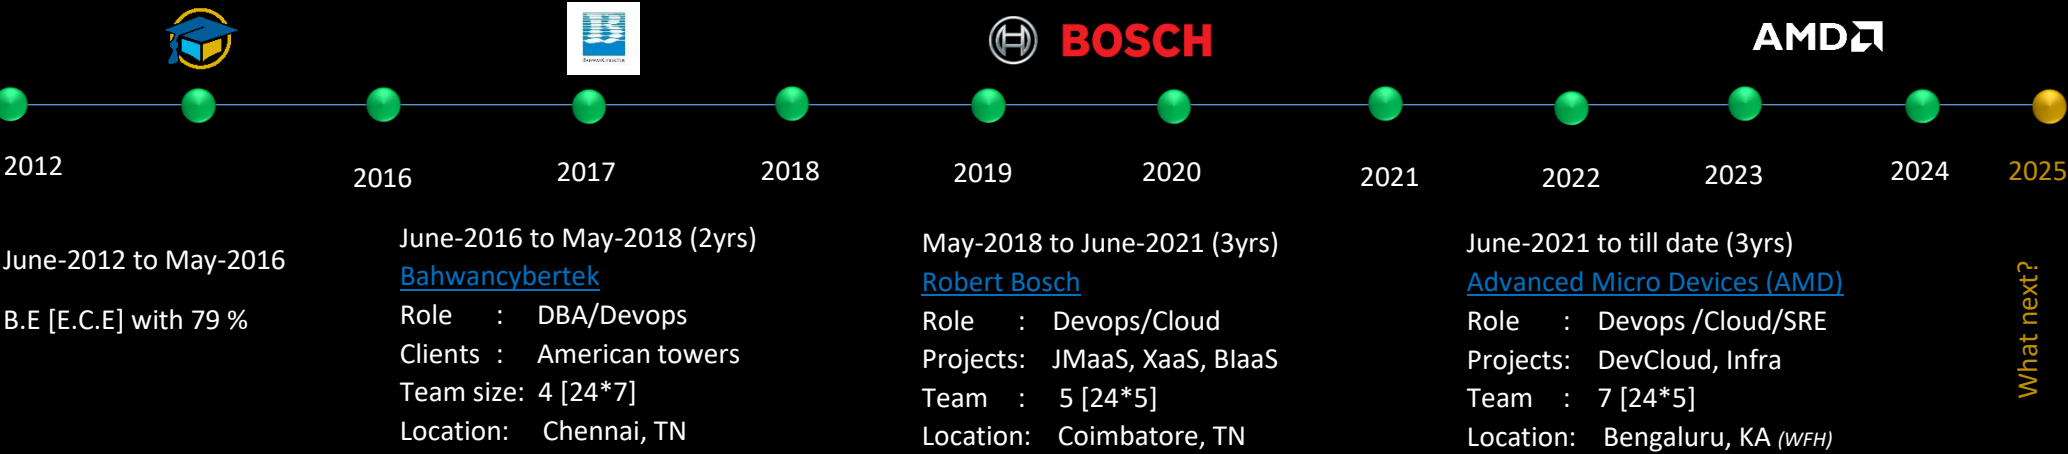 BAHWAN CYBERTEK
BOSCH
AMD
2012
2016
2017
2018
2019
2020
2021
2022
2023
2024
2025
June-2012 to May-2016
B.E [E.C.E] with 79 %
June-2016 to May-2018 (2yrs)
Bahwancybertek
Role : DBA/Devops
Clients : American towers
Team size: 4 [24*7]
Location: Chennai, TN
May-2018 to June-2021 (3yrs)
Robert Bosch
Role : Devops/Cloud
Projects: JMaaS, XaaS, BIaaS
Team : 5 [24*5]
Location: Coimbatore, TN
June-2021 to till date (3yrs)
Advanced Micro Devices (AMD)
Role : Devops /Cloud/SRE
Projects: DevCloud, Infra
Team : 7 [24*5]
Location: Bengaluru, KA (WFH)
What next?